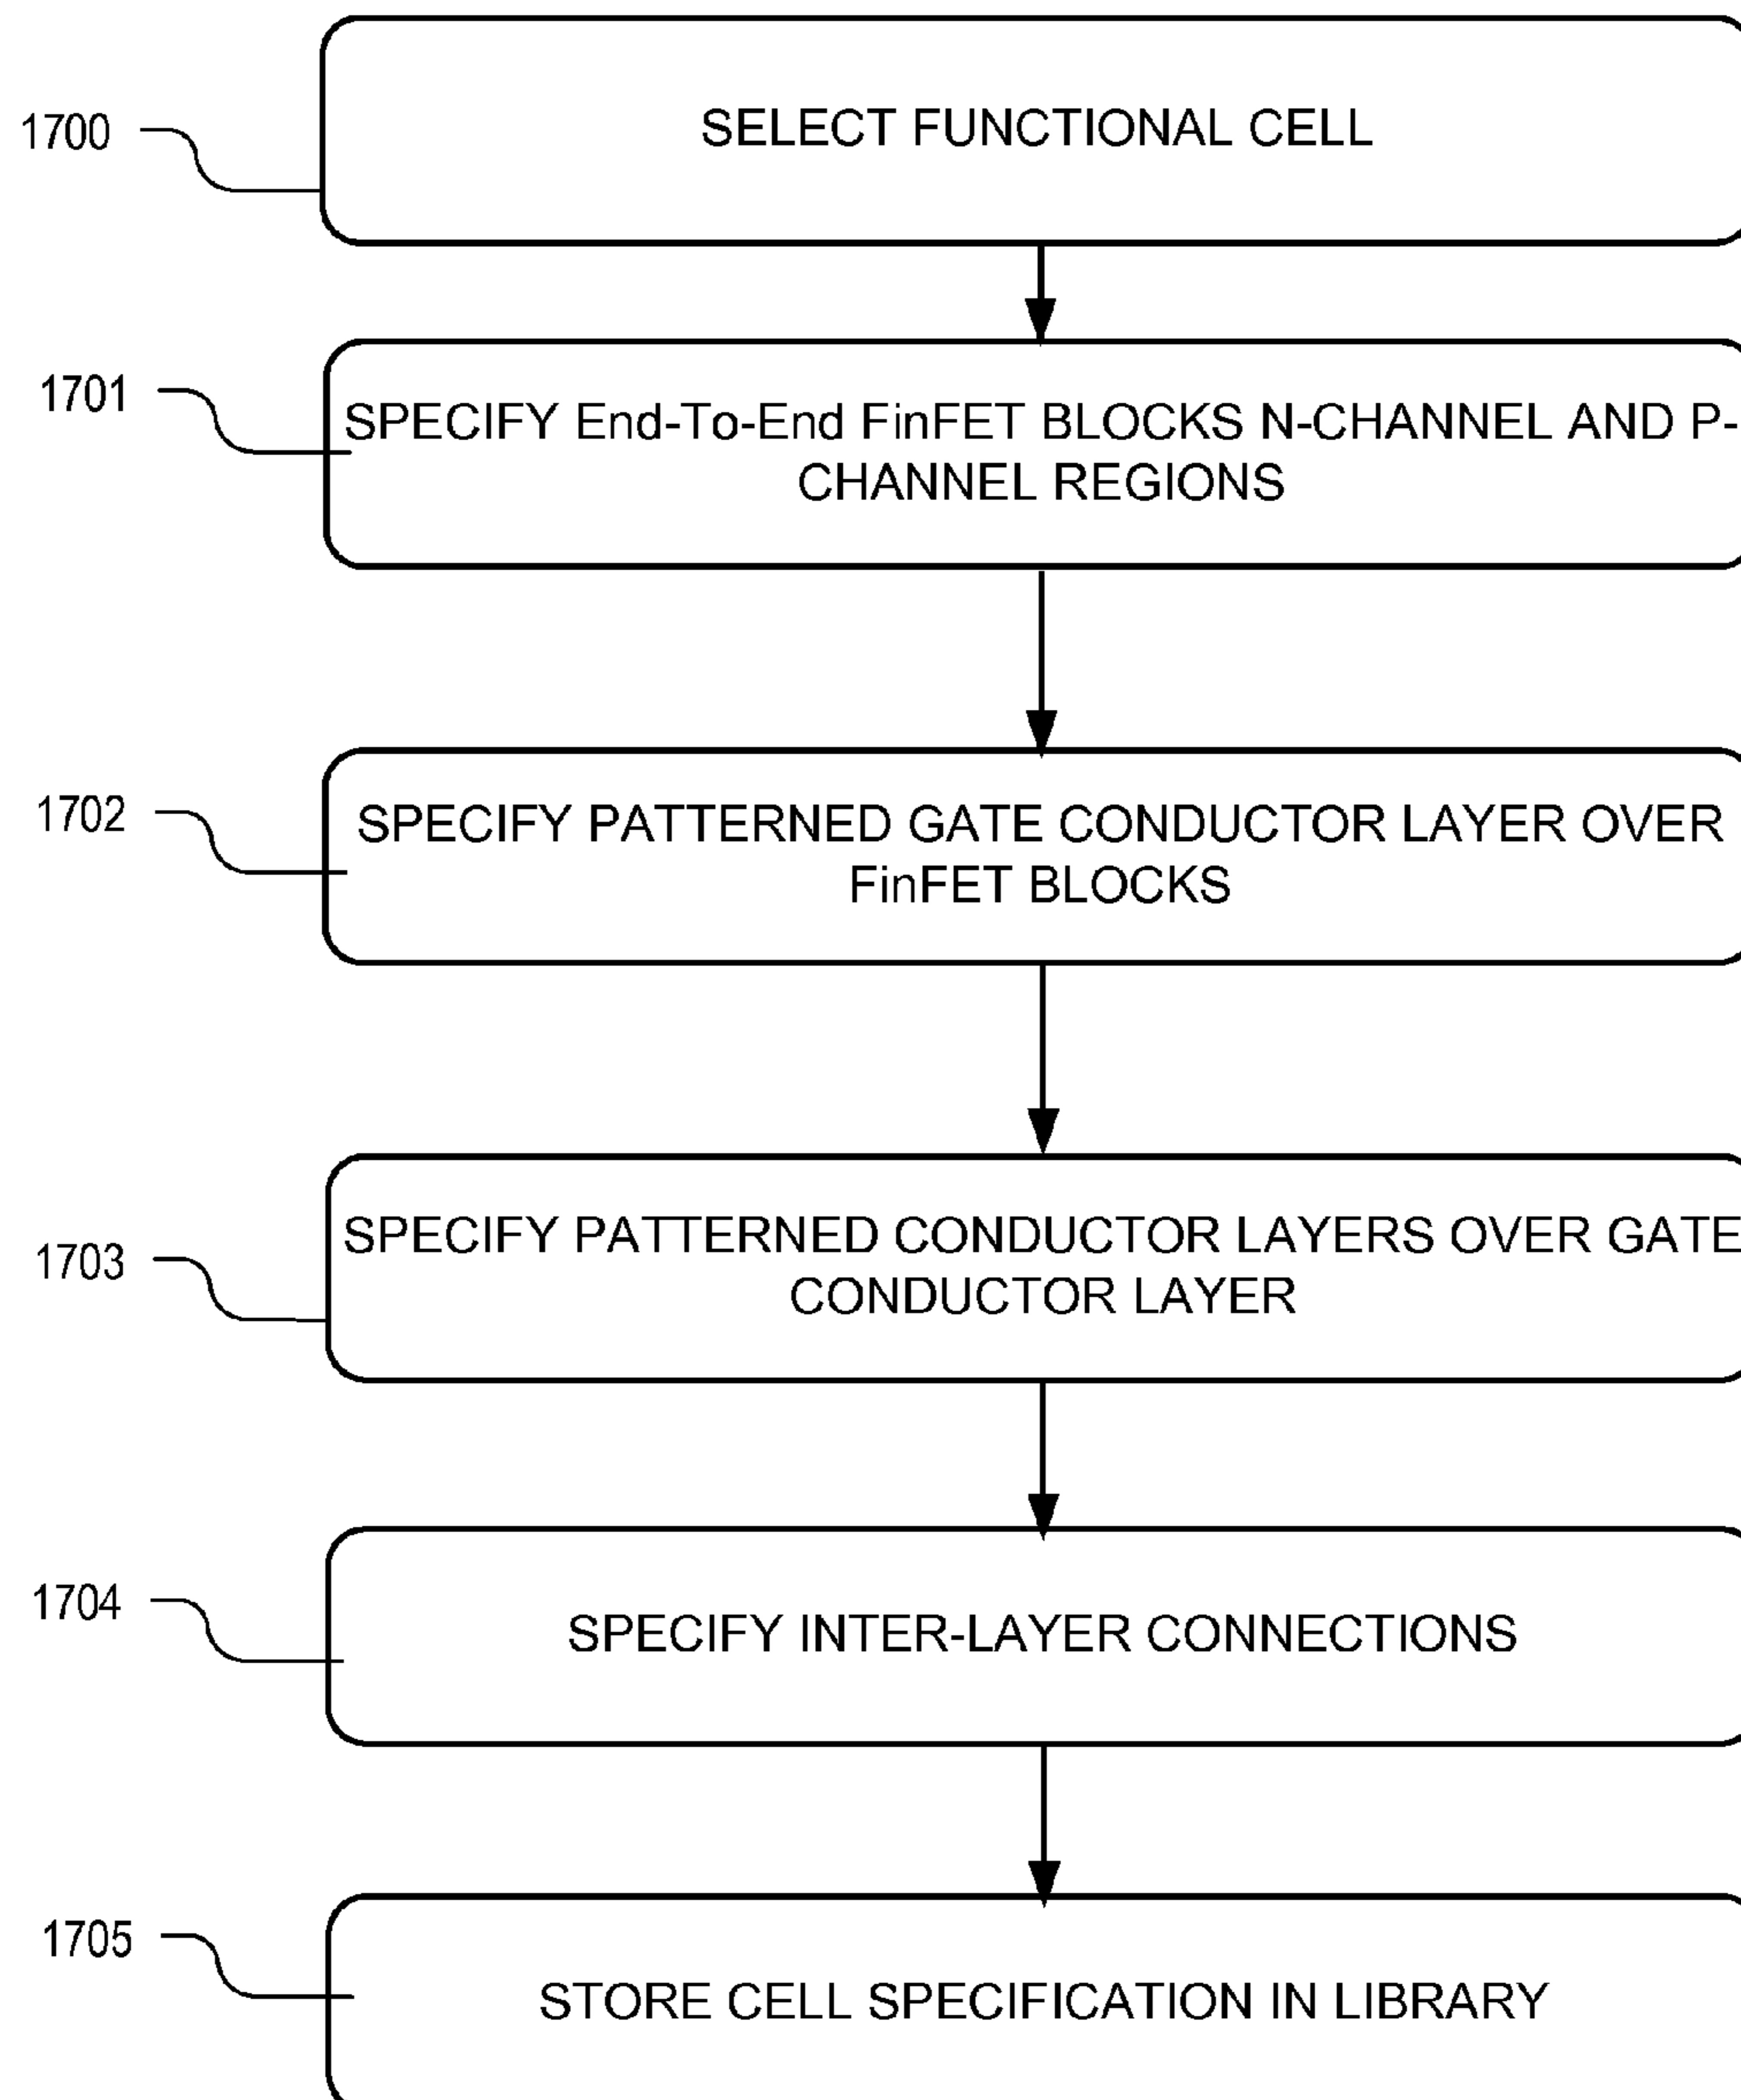 1700
SELECT FUNCTIONAL CELL
1701
SPECIFY End-To-End FinFET BLOCKS N-CHANNEL AND P-
CHANNEL REGIONS
1702
SPECIFY PATTERNED GATE CONDUCTOR LAYER OVER
FinFET BLOCKS
1703
SPECIFY PATTERNED CONDUCTOR LAYERS OVER GATE
CONDUCTOR LAYER
1704
SPECIFY INTER-LAYER CONNECTIONS
1705
STORE CELL SPECIFICATION IN LIBRARY